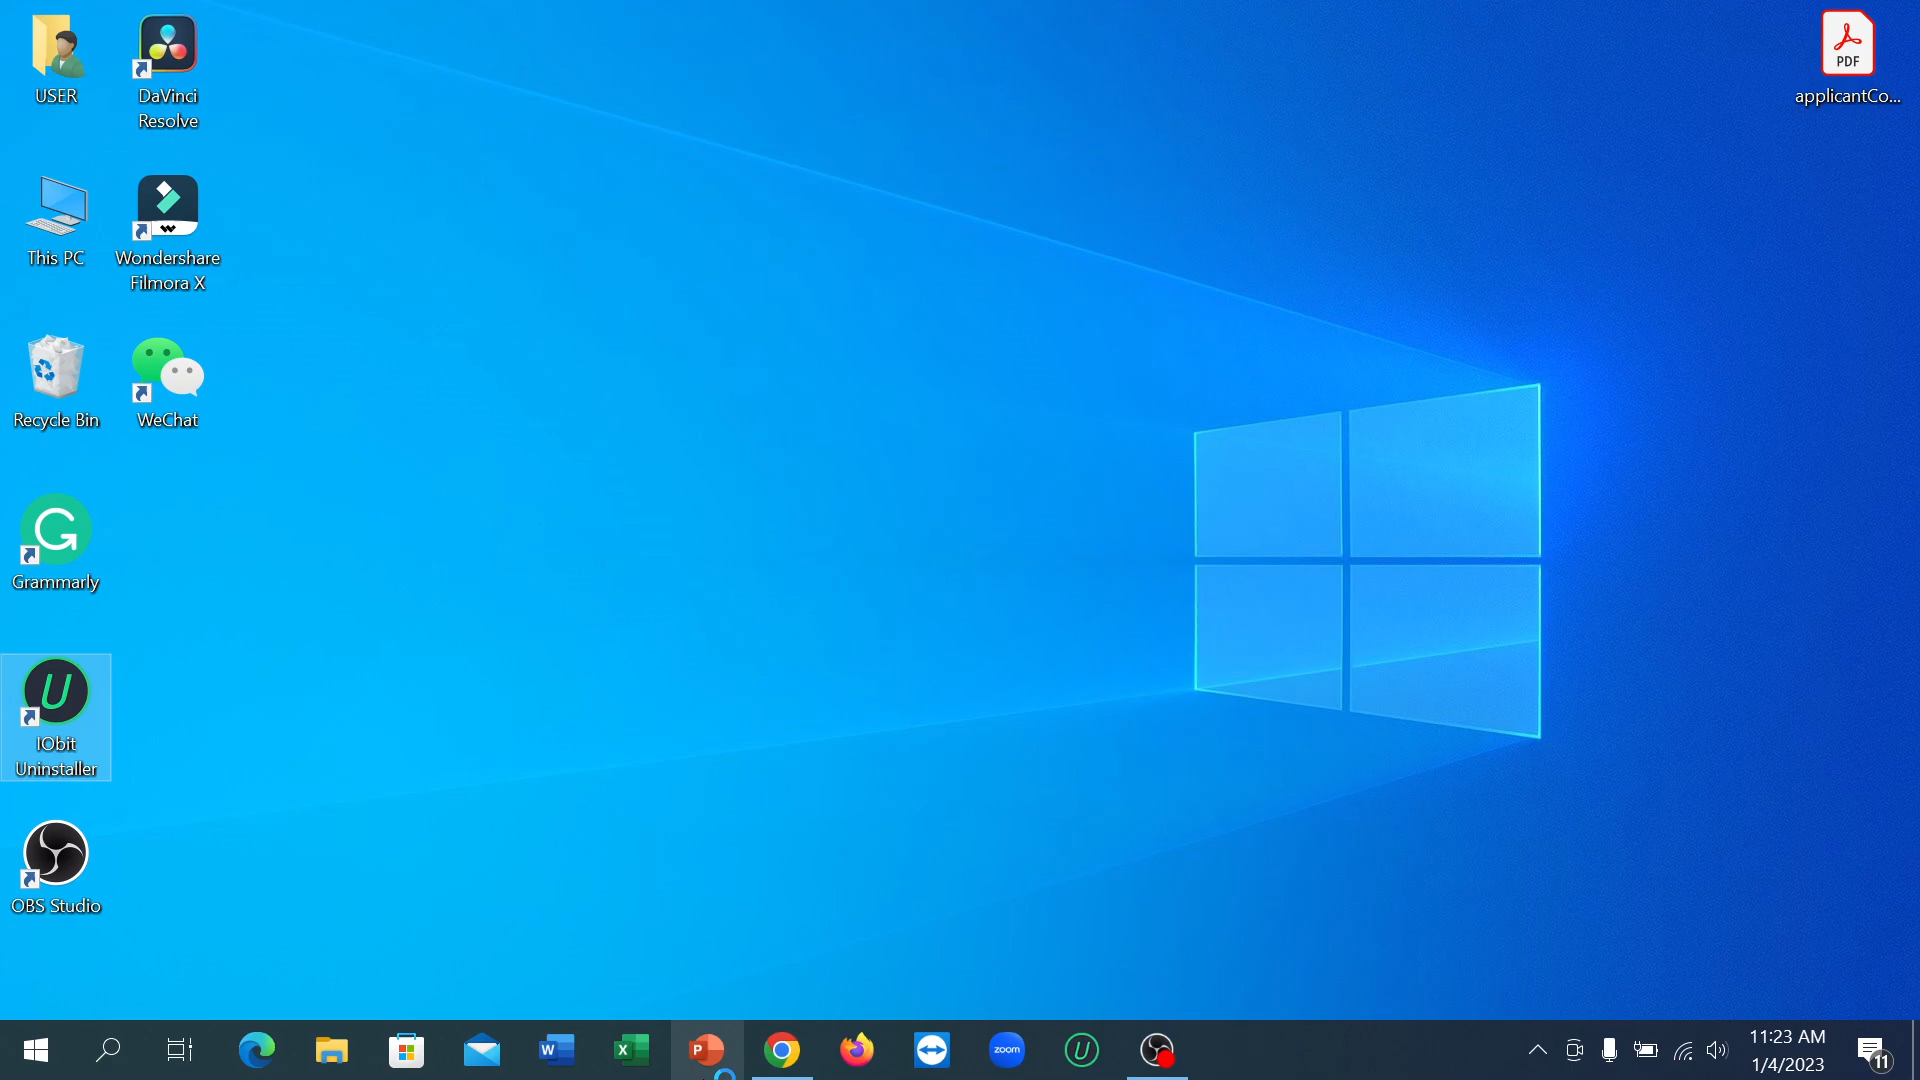 USER
DaVinci
Resolve
PDF
applicantCo...
This PC
Wondershare
Filmora X
Recycle Bin
WeChat
G
Grammarly
U
IObit
Uninstaller
OBS Studio
W
X
P
zoom
U
11:23 AM
1/4/2023
11